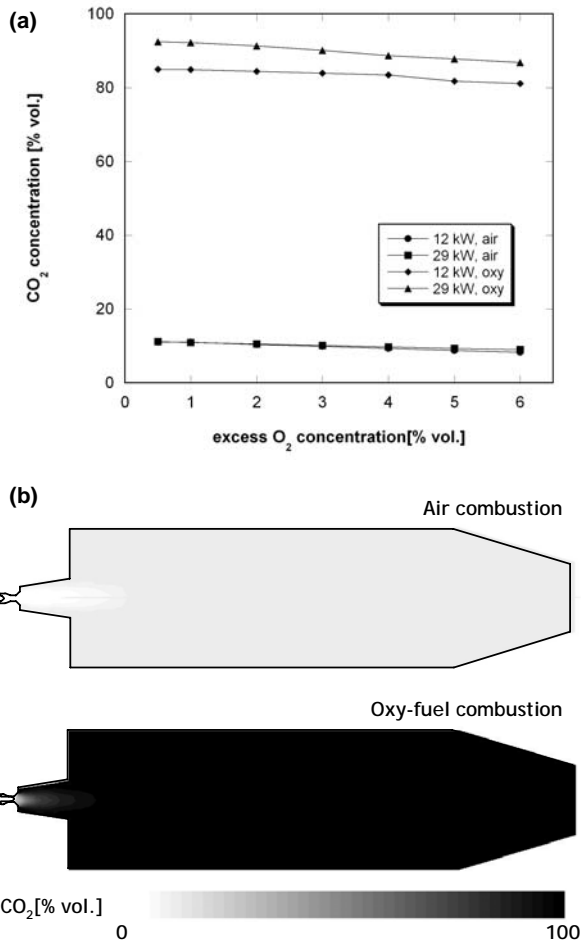 (a)
100
80
60
40
20
0
CO2 concentration [% vol.]
12 kW, air
29 kW, air
12 kW, oxy
29 kW, oxy
0 1 2 3 4 5 6
excess O2 concentration[% vol.]
(b)
Air combustion
Oxy-fuel combustion
CO2[% vol.]
0 100